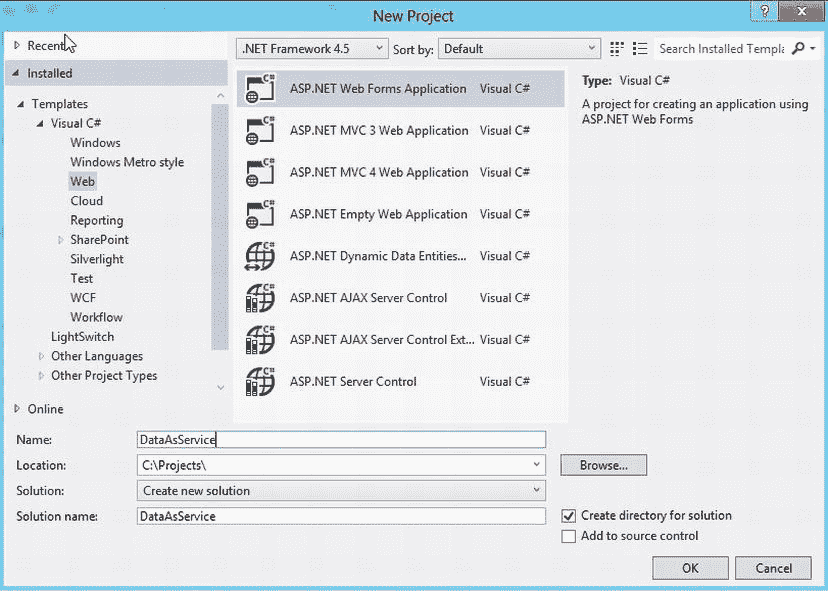 New Project
? x
Recent
.NET Framework 4.5
Sort by: Default
Search Installed Templa
Installed
Templates
Visual C#
Windows
Windows Metro style
Web
Cloud
Reporting
SharePoint
Silverlight
Test
WCF
Workflow
LightSwitch
Other Languages
Other Project Types
Online
ASP.NET Web Forms Application Visual C#
ASP.NET MVC 3 Web Application Visual C#
ASP.NET MVC 4 Web Application Visual C#
ASP.NET Empty Web Application Visual C#
ASP.NET Dynamic Data Entities... Visual C#
ASP.NET AJAX Server Control Visual C#
ASP.NET AJAX Server Control Ext... Visual C#
ASP.NET Server Control Visual C#
Type: Visual C#
A project for creating an application using
ASP.NET Web Forms
Name: DataAsService
Location: C:\Projects\
Browse...
Solution: Create new solution
Solution name: DataAsService
Create directory for solution
Add to source control
OK
Cancel